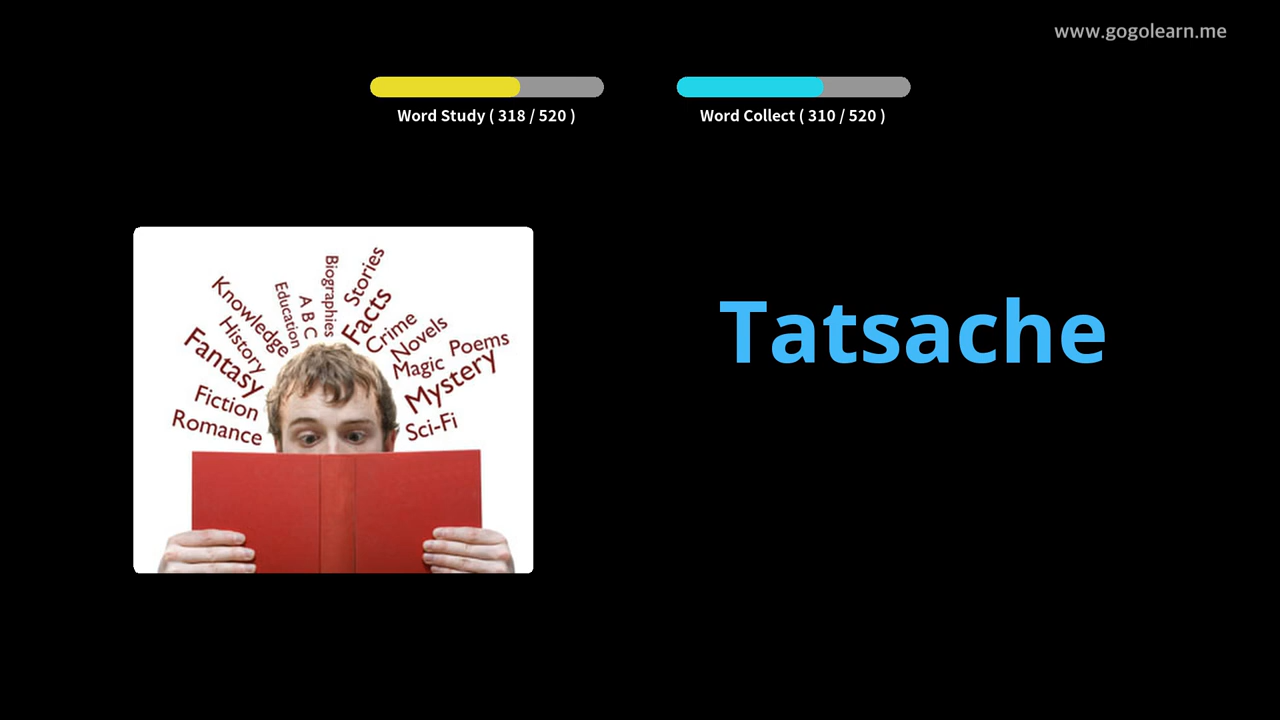 www.gogolearn.me
Word Study ( 318 / 520 )
Word Collect ( 310 / 520 )
Tatsache
Biographies
Stories
Education
A B C
Facts
Knowledge
Crime
History
Novels
Poems
Fantasy
Magic
Mystery
Fiction
Romance
Sci-Fi